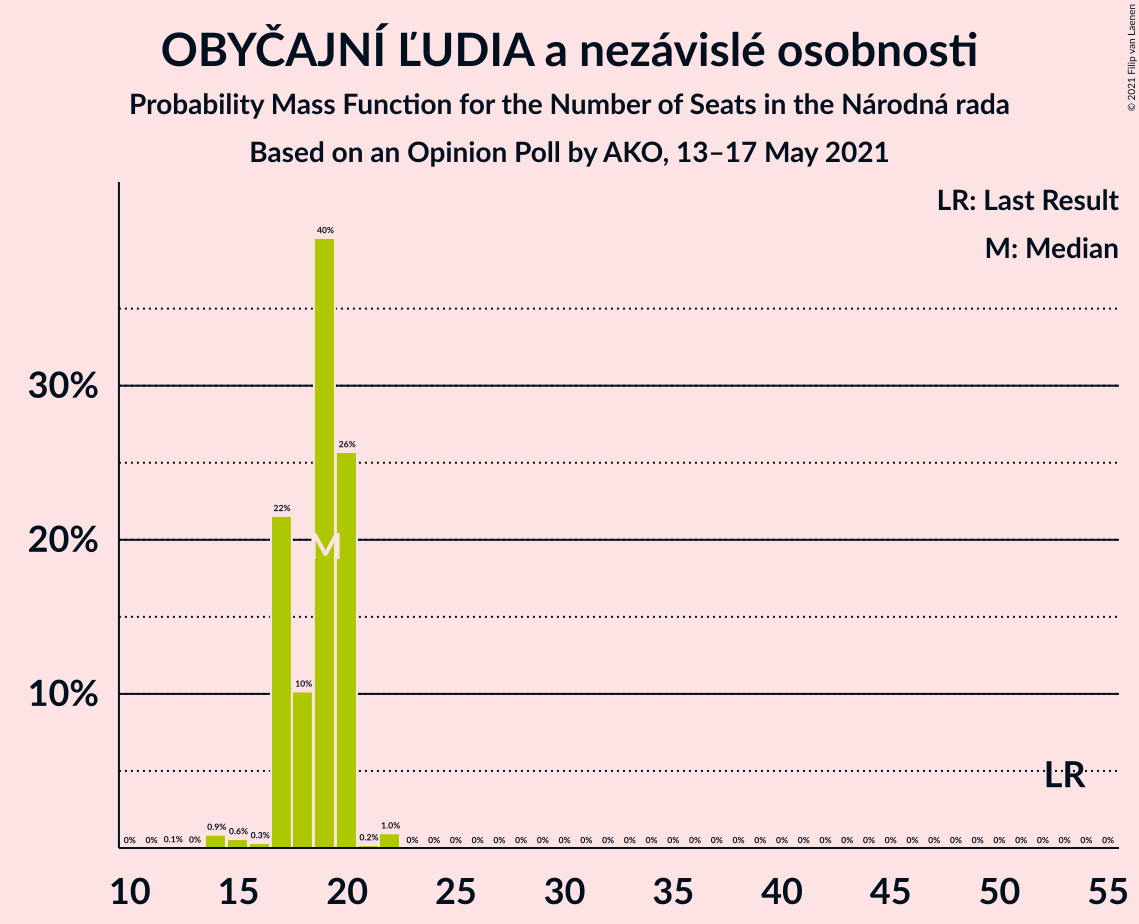 OBYČAJNÍ ĽUDIA a nezávislé osobnosti
Probability Mass Function for the Number of Seats in the Národná rada
Based on an Opinion Poll by AKO, 13–17 May 2021
© 2021 Filip van Laenen
LR: Last Result
M: Median
40%
30%
26%
22%
20%
M
10%
10%
LR
0% 0% 0.1% 0% 0.9% 0.6% 0.3% 0.2% 1.0% 0% 0% 0% 0% 0% 0% 0% 0% 0% 0% 0% 0% 0% 0% 0% 0% 0% 0% 0% 0% 0% 0% 0% 0% 0% 0% 0% 0% 0% 0% 0% 0% 0%
10 15 20 25 30 35 40 45 50 55